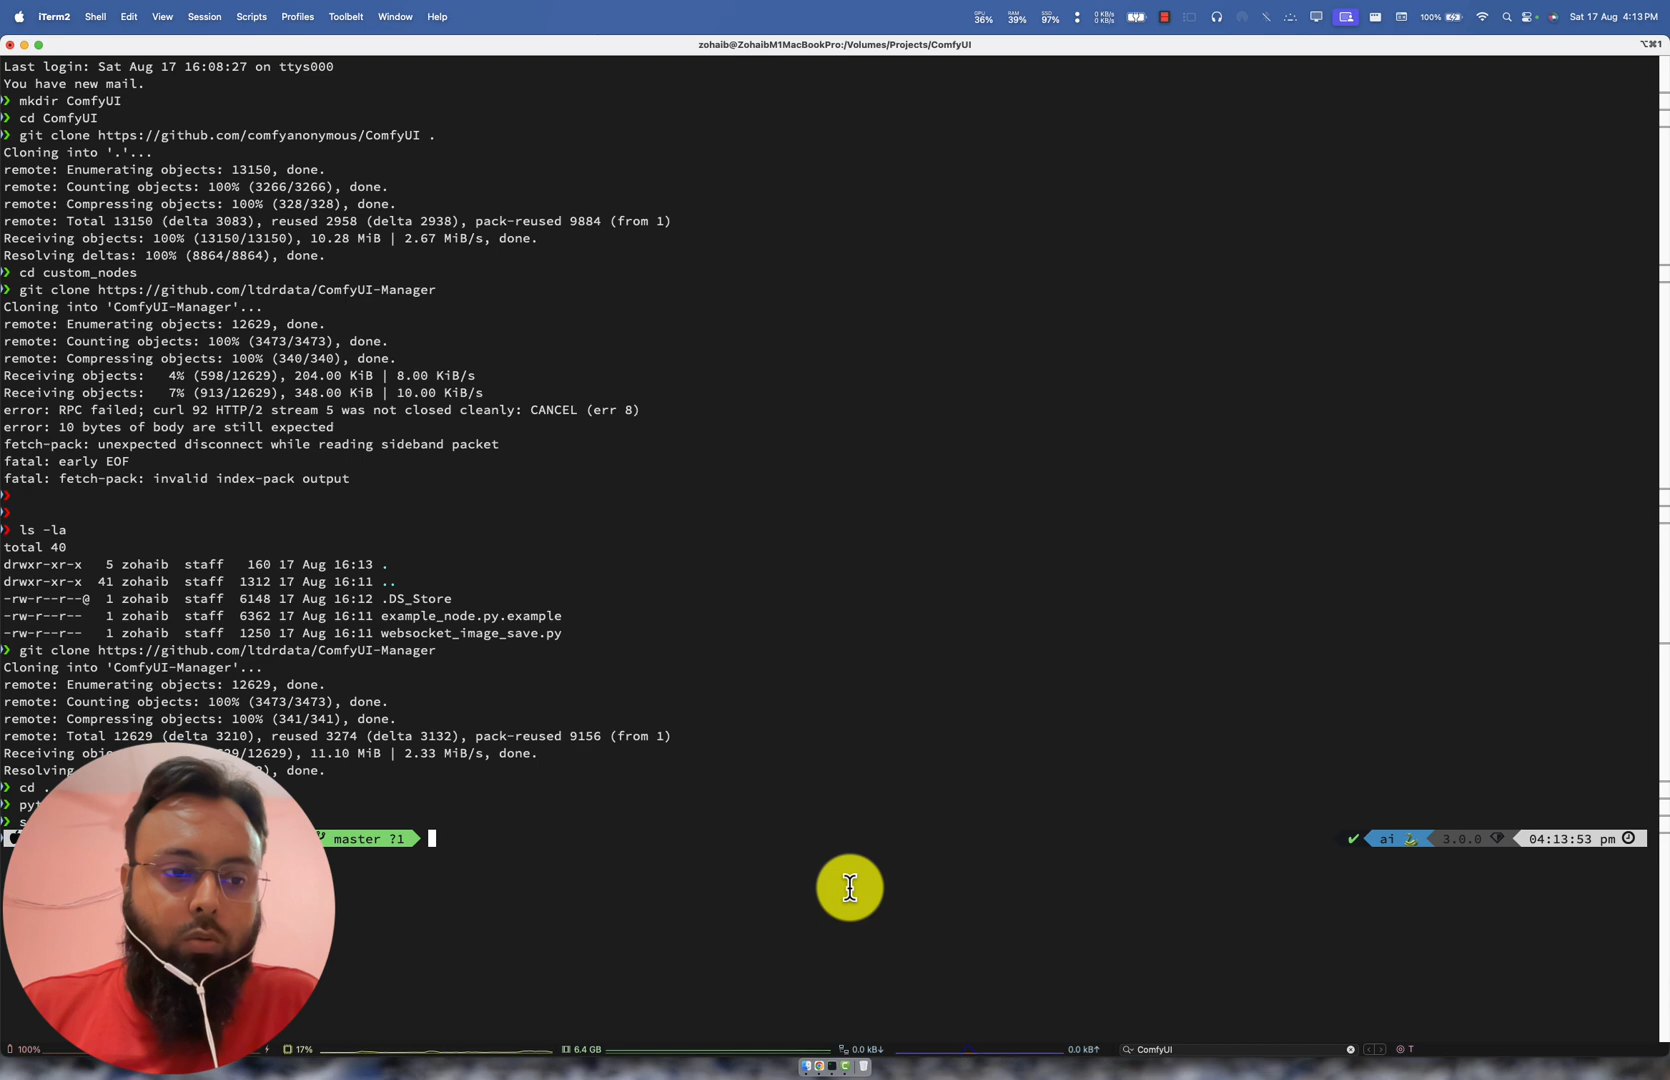 iTerm2 Shell Edit View Session Scripts Profiles Toolbelt Window Help
CPU 36% RAM 39% SSD 97% 0 KB/s 0 KB/s 100% Sat 17 Aug 4:13 PM
zohaib@ZohaibM1MacBookPro:/Volumes/Projects/ComfyUI ⌥⌘1
Last login: Sat Aug 17 16:08:27 on ttys000
You have new mail.
❯ mkdir ComfyUI
❯ cd ComfyUI
❯ git clone https://github.com/comfyanonymous/ComfyUI .
Cloning into '.'...
remote: Enumerating objects: 13150, done.
remote: Counting objects: 100% (3266/3266), done.
remote: Compressing objects: 100% (328/328), done.
remote: Total 13150 (delta 3083), reused 2958 (delta 2938), pack-reused 9884 (from 1)
Receiving objects: 100% (13150/13150), 10.28 MiB | 2.67 MiB/s, done.
Resolving deltas: 100% (8864/8864), done.
❯ cd custom_nodes
❯ git clone https://github.com/ltdrdata/ComfyUI-Manager
Cloning into 'ComfyUI-Manager'...
remote: Enumerating objects: 12629, done.
remote: Counting objects: 100% (3473/3473), done.
remote: Compressing objects: 100% (340/340), done.
Receiving objects:   4% (598/12629), 204.00 KiB | 8.00 KiB/s
Receiving objects:   7% (913/12629), 348.00 KiB | 10.00 KiB/s
error: RPC failed; curl 92 HTTP/2 stream 5 was not closed cleanly: CANCEL (err 8)
error: 10 bytes of body are still expected
fetch-pack: unexpected disconnect while reading sideband packet
fatal: early EOF
fatal: fetch-pack: invalid index-pack output
❯
❯
❯ ls -la
total 40
drwxr-xr-x   5 zohaib  staff   160 17 Aug 16:13 .
drwxr-xr-x  41 zohaib  staff  1312 17 Aug 16:11 ..
-rw-r--r--@  1 zohaib  staff  6148 17 Aug 16:12 .DS_Store
-rw-r--r--   1 zohaib  staff  6362 17 Aug 16:11 example_node.py.example
-rw-r--r--   1 zohaib  staff  1250 17 Aug 16:11 websocket_image_save.py
❯ git clone https://github.com/ltdrdata/ComfyUI-Manager
Cloning into 'ComfyUI-Manager'...
remote: Enumerating objects: 12629, done.
remote: Counting objects: 100% (3473/3473), done.
remote: Compressing objects: 100% (341/341), done.
remote: Total 12629 (delta 3210), reused 3274 (delta 3132), pack-reused 9156 (from 1)
Receiving /12629), 11.10 MiB | 2.33 MiB/s, done.
Resolving ), done.
❯ cd .
❯ 
❯ 
master ?1 ✔ ai 3.0.0 04:13:53 pm
100% 17% 6.4 GB 0.0 kB↓ 0.0 kB↑ ComfyUI T